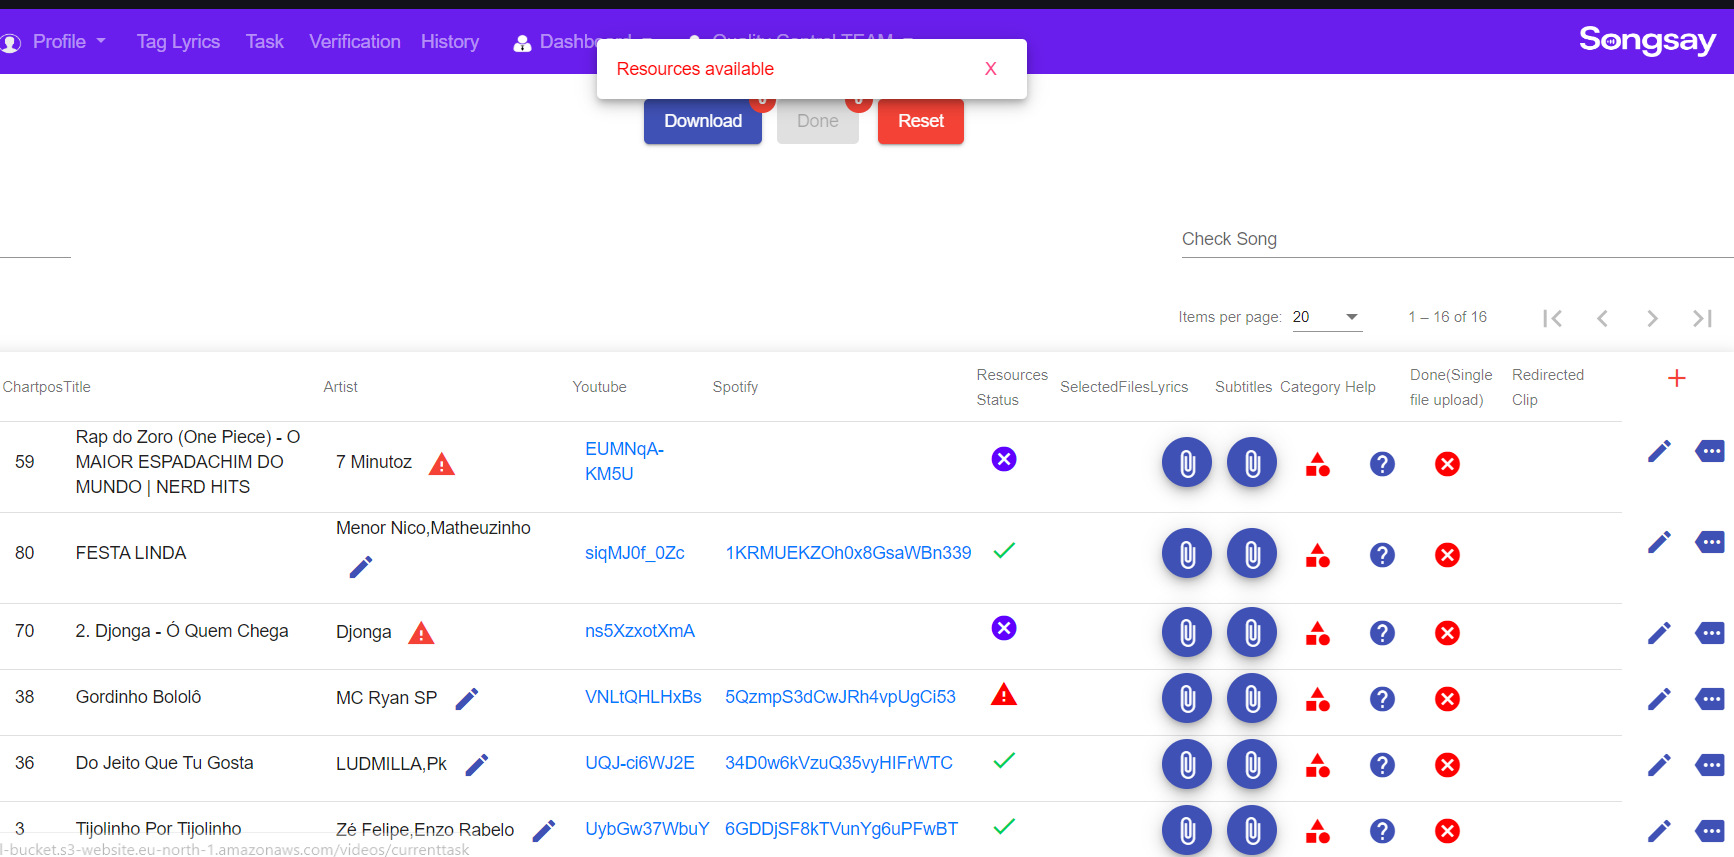 Profile Tag Lyrics Task Verification History Dashboard Quality Control TEAM Songsay
Resources available X
Download Done Reset
Check Song
Items per page: 20 1 – 16 of 16
Chartpos Title Artist Youtube Spotify Resources Status SelectedFiles Lyrics Subtitles Category Help Done(Single file upload) Redirected Clip
59 Rap do Zoro (One Piece) - O MAIOR ESPADACHIM DO MUNDO | NERD HITS 7 Minutoz EUMNqA-KM5U
80 FESTA LINDA Menor Nico,Matheuzinho siqMJ0f_0Zc 1KRMUEKZOh0x8GsaWBn339
70 2. Djonga - Ó Quem Chega Djonga ns5XzxotXmA
38 Gordinho Bololô MC Ryan SP VNLtQHLHxBs 5QzmpS3dCwJRh4vpUgCi53
36 Do Jeito Que Tu Gosta LUDMILLA,Pk UQJ-ci6WJ2E 34D0w6kVzuQ35vyHIFrWTC
3 Tijolinho Por Tijolinho Zé Felipe,Enzo Rabelo UybGw37WbuY 6GDDjSF8kTVunYg6uPFwBT
l-bucket.s3-website.eu-north-1.amazonaws.com/videos/currenttask